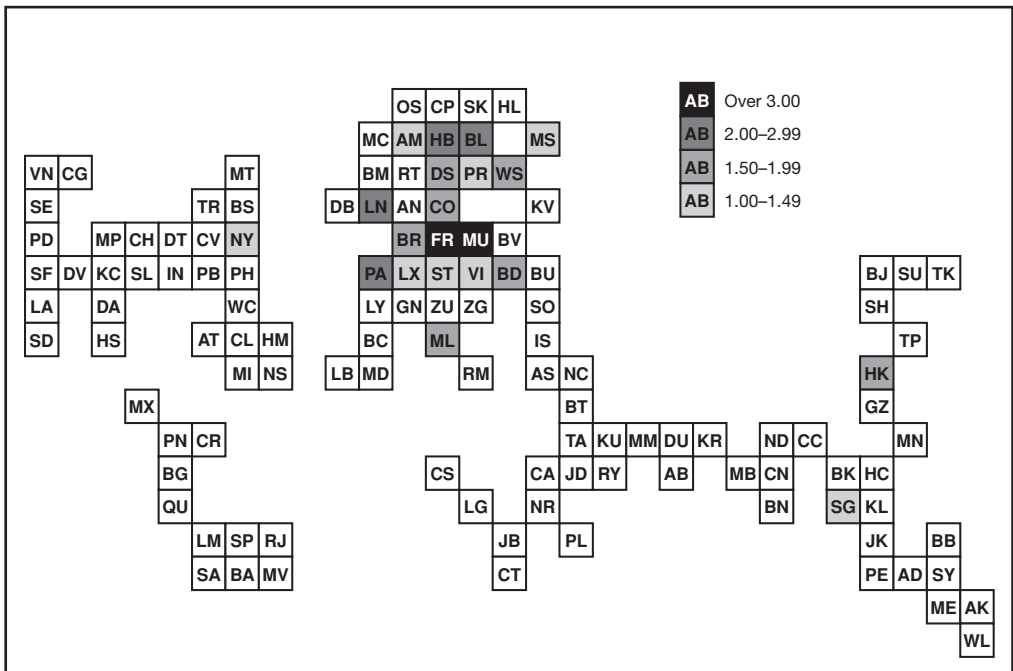 OS CP SK HL
AB Over 3.00
MC AM HB BL MS
AB 2.00–2.99
VN CG MT BM RT DS PR WS
AB 1.50–1.99
SE TR BS DB LN AN CO KV
AB 1.00–1.49
PD MP CH DT CV NY BR FR MU BV
SF DV KC SL IN PB PH PA LX ST VI BD BU BJ SU TK
LA DA WC LY GN ZU ZG SO SH
SD HS AT CL HM BC ML IS TP
MI NS LB MD RM AS NC HK
MX BT GZ
PN CR TA KU MM DU KR ND CC MN
BG CS CA JD RY AB MB CN BK HC
QU LG NR BN SG KL
LM SP RJ JB PL JK BB
SA BA MV CT PE AD SY
ME AK
WL